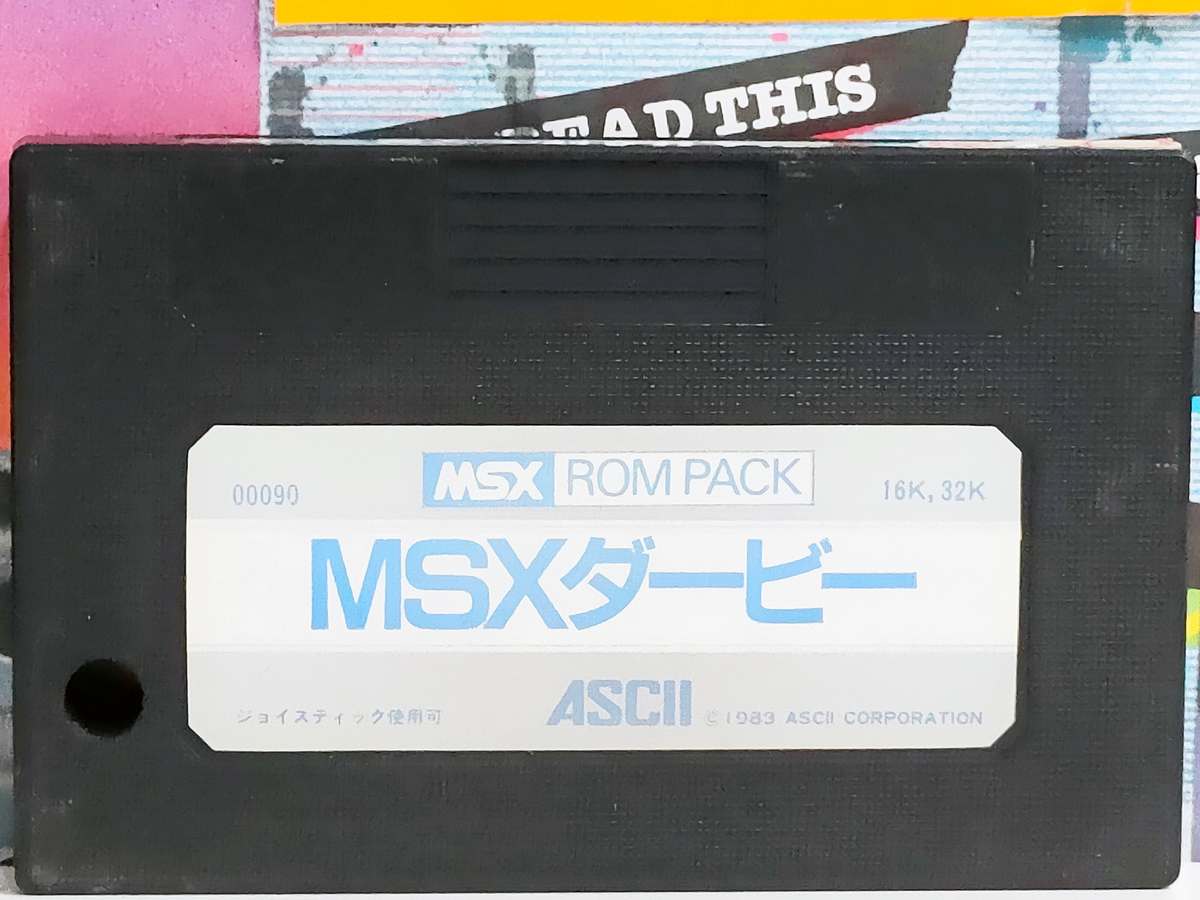 READ THIS
00090
MSX ROM PACK
16K, 32K
MSXダービー
ジョイスティック使用可
ASCII
© 1983 ASCII CORPORATION